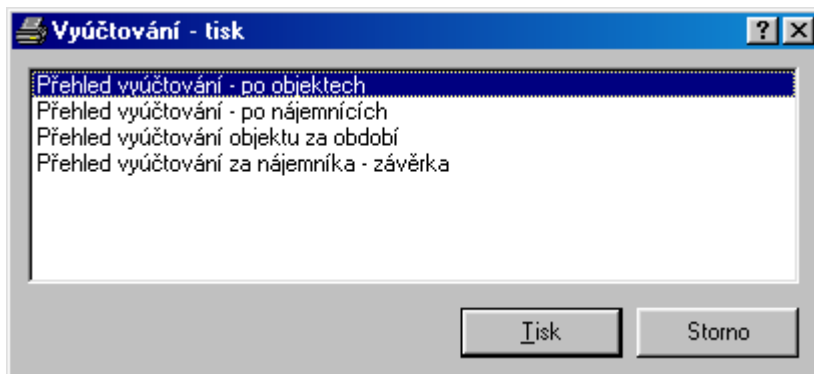 Vyúčtování - tisk
Přehled vyúčtování - po objektech
Přehled vyúčtování - po nájemnících
Přehled vyúčtování objektu za období
Přehled vyúčtování za nájemníka - závěrka
Tisk
Storno